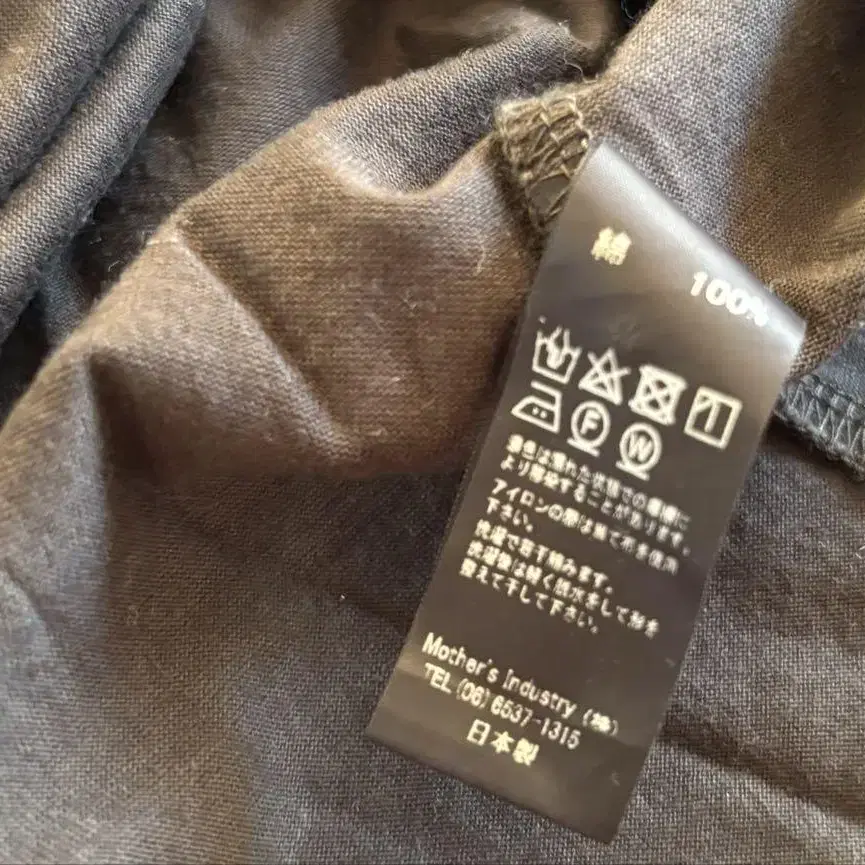 綿
100%
F
W
濃色は濡れた状態での摩擦に
より移染することがあります。
アイロンの際は当て布を使用
下さい。
洗濯で若干縮みます。
洗濯後は軽く脱水をして形を
整えて干して下さい。
Mother's Industry (株)
TEL (06) 6537-1315
日本製